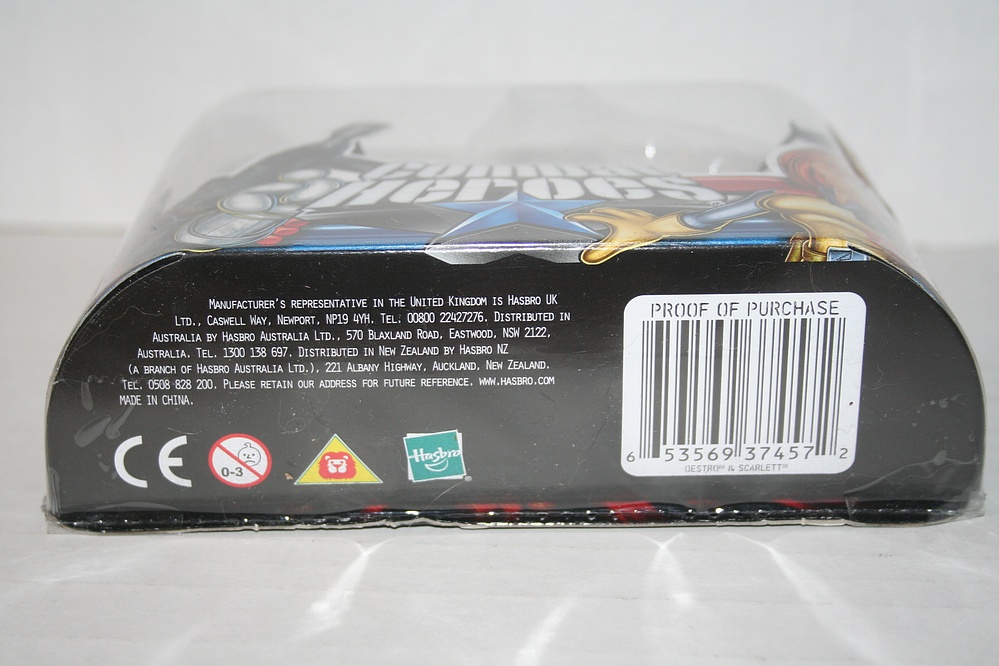 Heroes
MANUFACTURER'S REPRESENTATIVE IN THE UNITED KINGDOM IS HASBRO UK
LTD., CASWELL WAY, NEWPORT, NP19 4YH. TEL. 00800 22427276. DISTRIBUTED IN
AUSTRALIA BY HASBRO AUSTRALIA LTD., 570 BLAXLAND ROAD, EASTWOOD, NSW 2122,
AUSTRALIA. TEL. 1300 138 697. DISTRIBUTED IN NEW ZEALAND BY HASBRO NZ
(A BRANCH OF HASBRO AUSTRALIA LTD.), 221 ALBANY HIGHWAY, AUCKLAND, NEW ZEALAND.
TEL. 0508 828 200. PLEASE RETAIN OUR ADDRESS FOR FUTURE REFERENCE. WWW.HASBRO.COM
MADE IN CHINA.
CE
0-3
Hasbro
®
PROOF OF PURCHASE
6 53569 37457 2
DESTRO™ & SCARLETT™